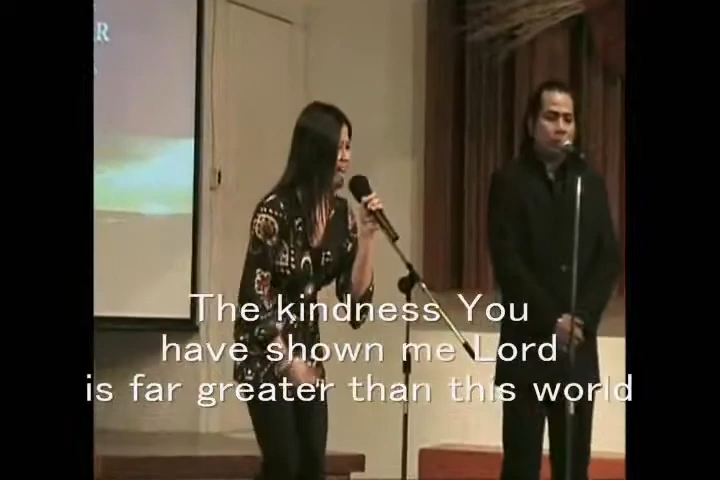 R
The kindness You
have shown me Lord
is far greater than this world